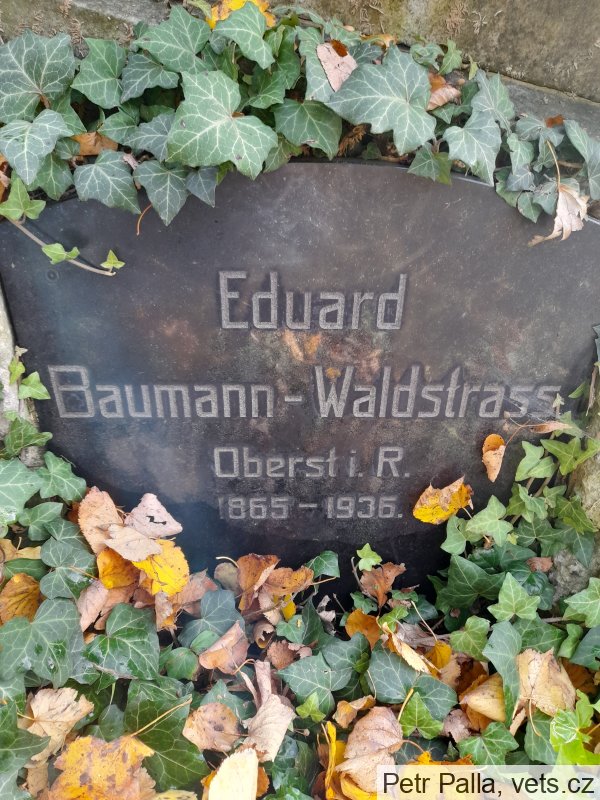 Eduard
Baumann - Waldstrass
Oberst i. R.
1865 - 1936.
Petr Palla, vets.cz